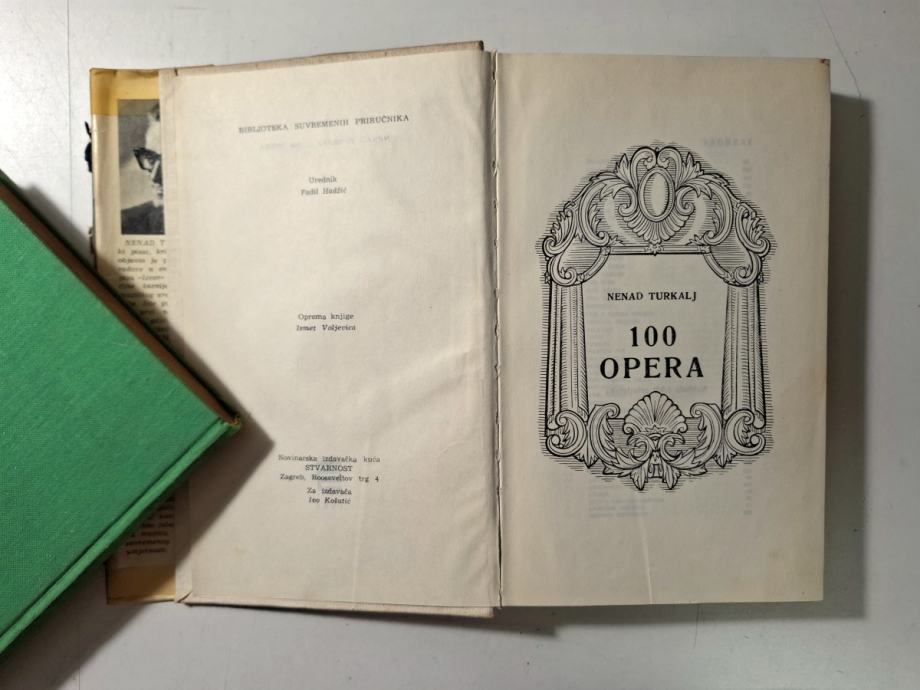 BIBLIOTEKA SUVREMENIH PRIRUČNIKA
Urednik
Fadil Hadžić
Oprema knjige
Ismet Voljevica
Novinarska izdavačka kuća
STVARNOST
Zagreb, Rooseveltov trg 4
Za izdavača
Ivo Košutić
NENAD T
NENAD TURKALJ
100
OPERA